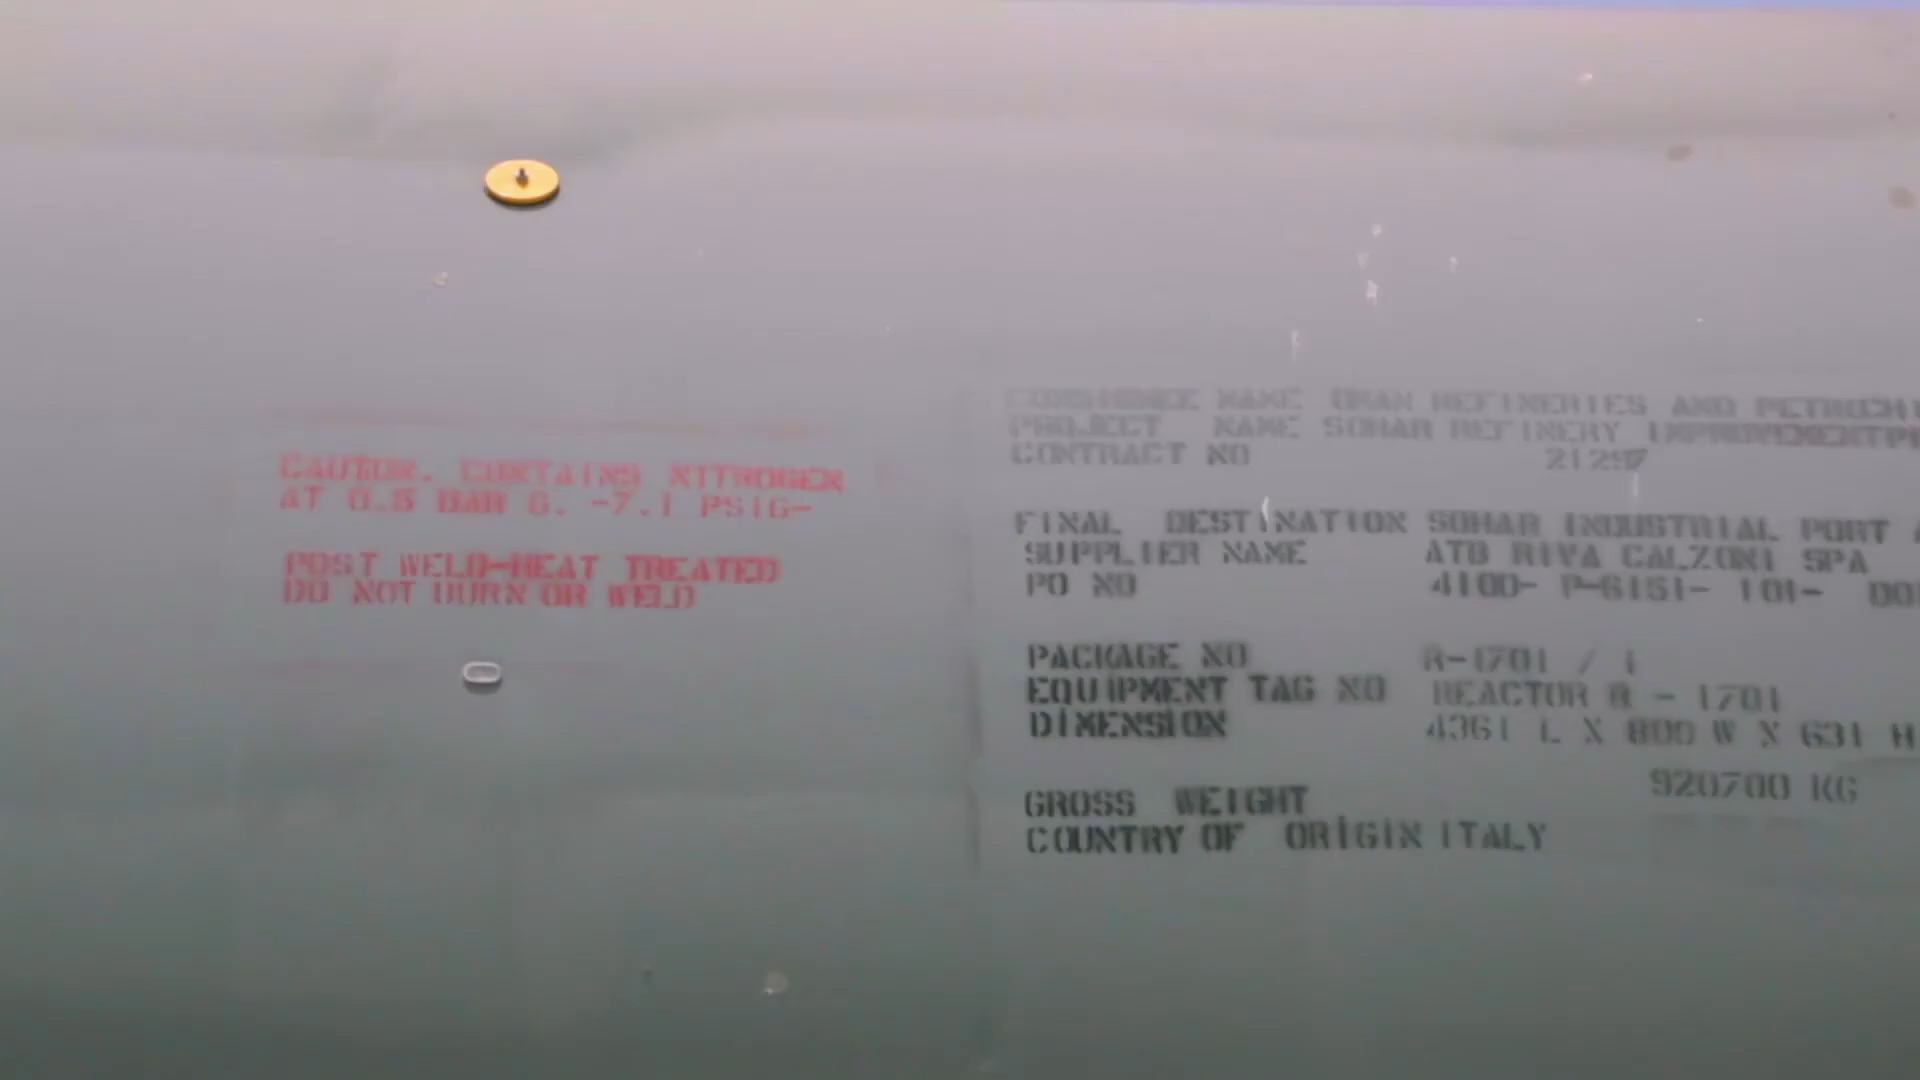 CAUTION. CONTAINS NITROGEN
AT 0.5 BAR G. -7.1 PSIG-
POST WELD-HEAT TREATED
DO NOT BURN OR WELD
CONSIGNEE NAME OMAN REFINERIES AND
PROJECT NAME SOHAR REFINERY IMPROVEMENT
CONTRACT NO 21297
FINAL DESTINATION SOHAR INDUSTRIAL PORT
SUPPLIER NAME ATB RIVA CALZONI SPA
PO NO 4100- P-6151- 101-
PACKAGE NO R-1701 / 1
EQUIPMENT TAG NO REACTOR R - 1701
DIMENSION 4361 L X 800 W X 631 H
GROSS WEIGHT 920700 KG
COUNTRY OF ORIGIN ITALY